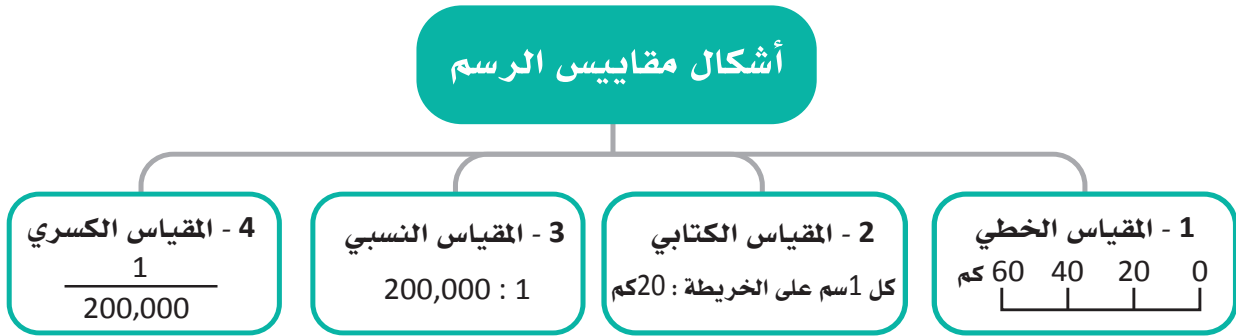 أشكال مقاييس الرسم
1 - المقياس الخطي
0 20 40 60 كم
2 - المقياس الكتابي
كل 1سم على الخريطة : 20كم
3 - المقياس النسبي
1 : 200,000
4 - المقياس الكسري
1
200,000